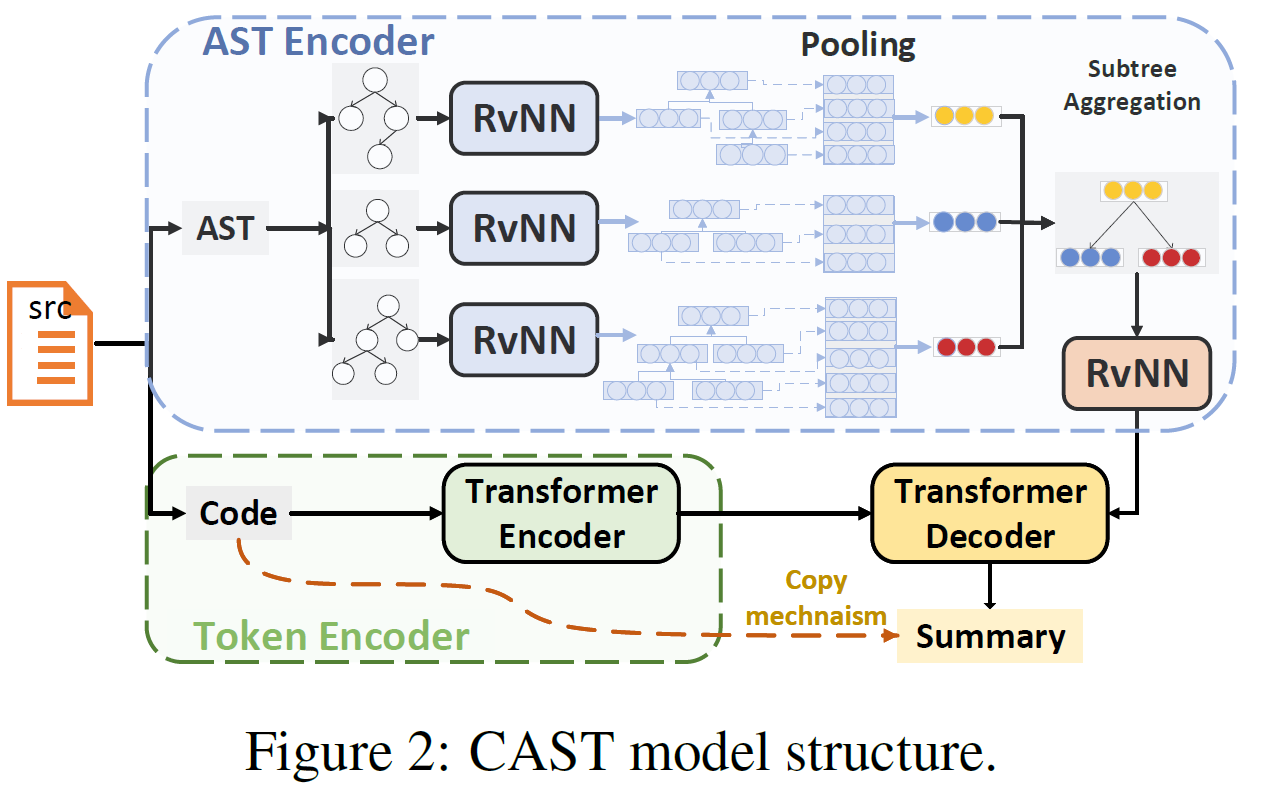 AST Encoder
Pooling
Subtree
Aggregation
RvNN
AST
RvNN
src
RvNN
RvNN
Code
Transformer
Encoder
Transformer
Decoder
Copy
mechnaism
Token Encoder
Summary
Figure 2: CAST model structure.